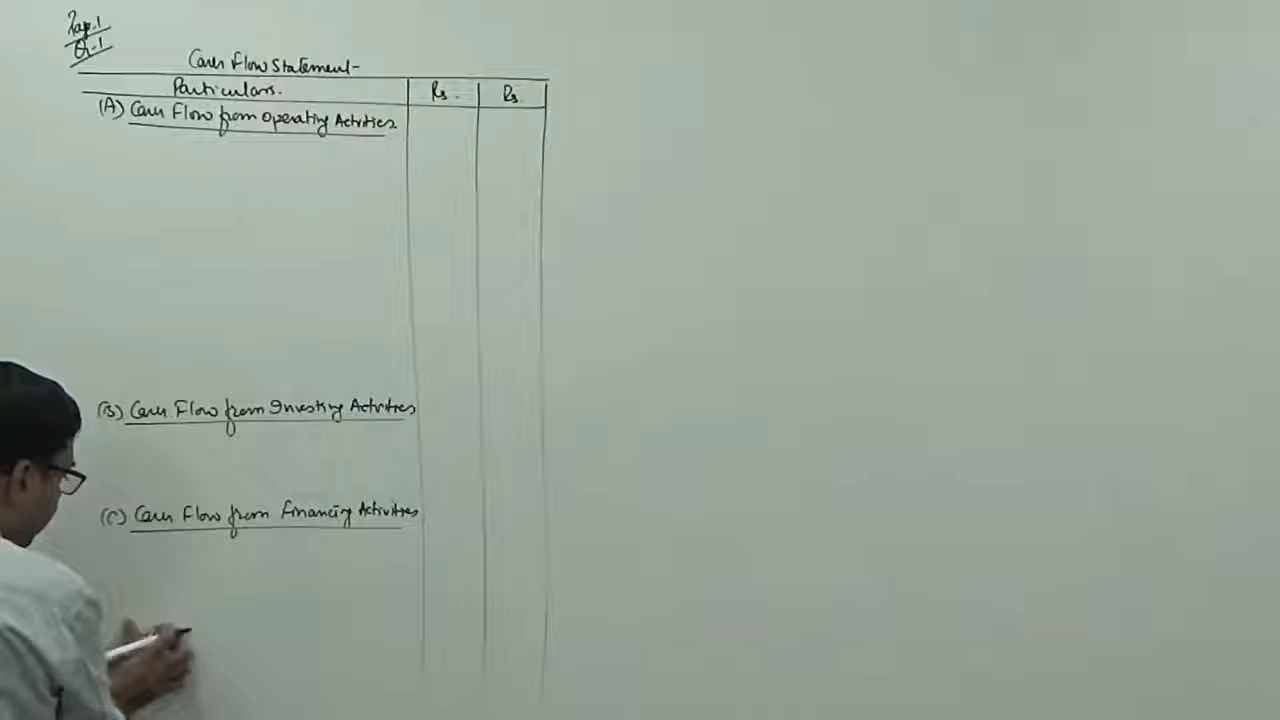 Page.1
Q.1
Cash Flow Statement-
Particulars. Rs. Rs.
(A) Cash Flow from Operating Activities.
(B) Cash Flow from Investing Activities
(C) Cash Flow from Financing Activities